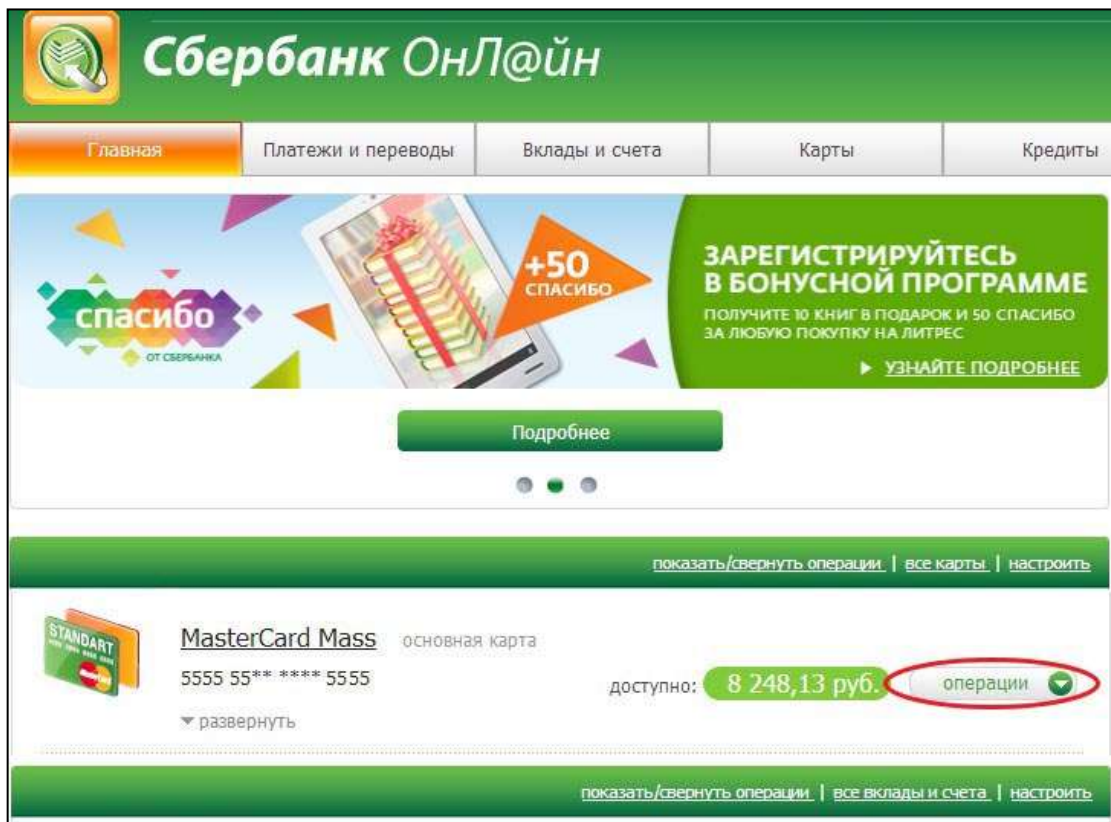 Сбербанк ОнЛ@йн
Главная Платежи и переводы Вклады и счета Карты Кредиты
спасибо
ОТ СБЕРБАНКА
+50
СПАСИБО
ЗАРЕГИСТРИРУЙТЕСЬ
В БОНУСНОЙ ПРОГРАММЕ
ПОЛУЧИТЕ 10 КНИГ В ПОДАРОК И 50 СПАСИБО
ЗА ЛЮБУЮ ПОКУПКУ НА ЛИТРЕС
УЗНАЙТЕ ПОДРОБНЕЕ
Подробнее
показать/свернуть операции | все карты | настроить
STANDART
MasterCard Mass основная карта
5555 55** **** 5555
доступно: 8 248,13 руб. операции
развернуть
показать/свернуть операции | все вклады и счета | настроить